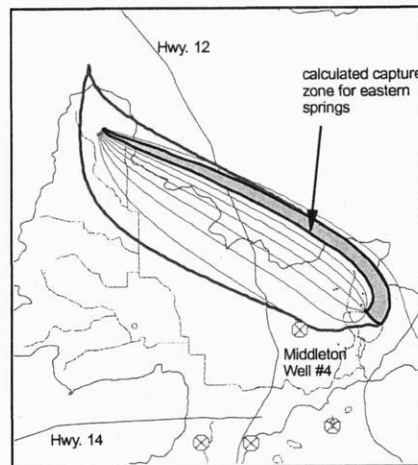 Hwy. 12
calculated capture
zone for eastern
springs
Middleton
Well #4
Hwy. 14